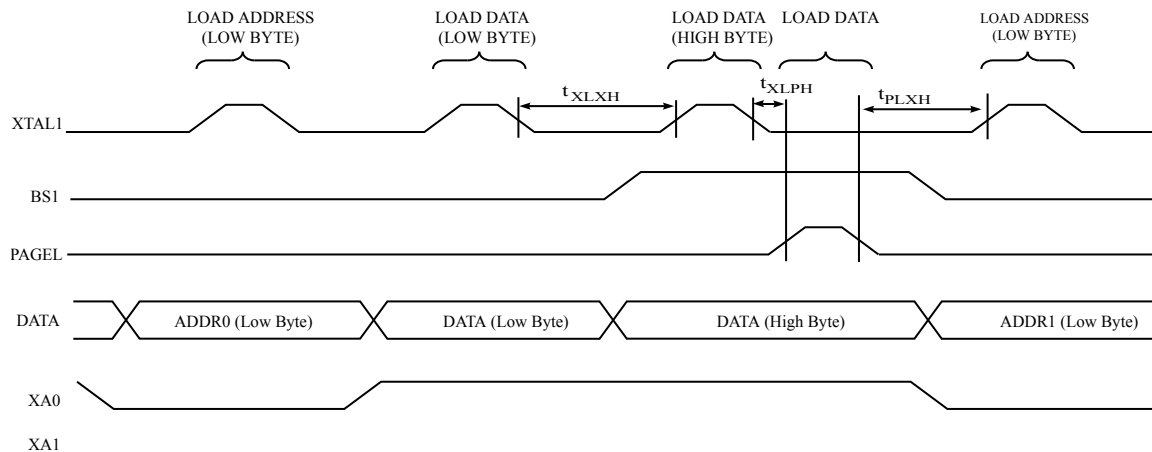 LOAD ADDRESS
(LOW BYTE)
LOAD DATA
(LOW BYTE)
LOAD DATA
(HIGH BYTE)
LOAD DATA
LOAD ADDRESS
(LOW BYTE)
XTAL1
t XLXH
tXLPH
tPLXH
BS1
PAGEL
DATA
ADDR0 (Low Byte)
DATA (Low Byte)
DATA (High Byte)
ADDR1 (Low Byte)
XA0
XA1